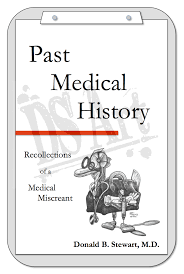 Past
Medical
History
Recollections
of a
Medical
Miscreant
Donald B. Stewart, M.D.